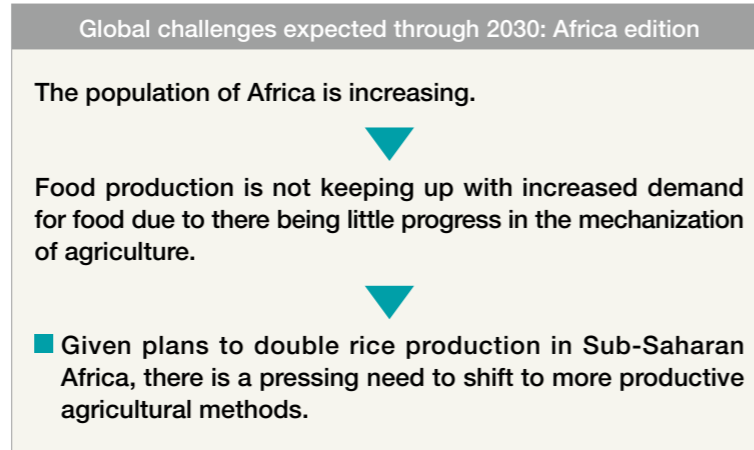 Global challenges expected through 2030: Africa edition
The population of Africa is increasing.
Food production is not keeping up with increased demand
for food due to there being little progress in the mechanization
of agriculture.
Given plans to double rice production in Sub-Saharan
Africa, there is a pressing need to shift to more productive
agricultural methods.